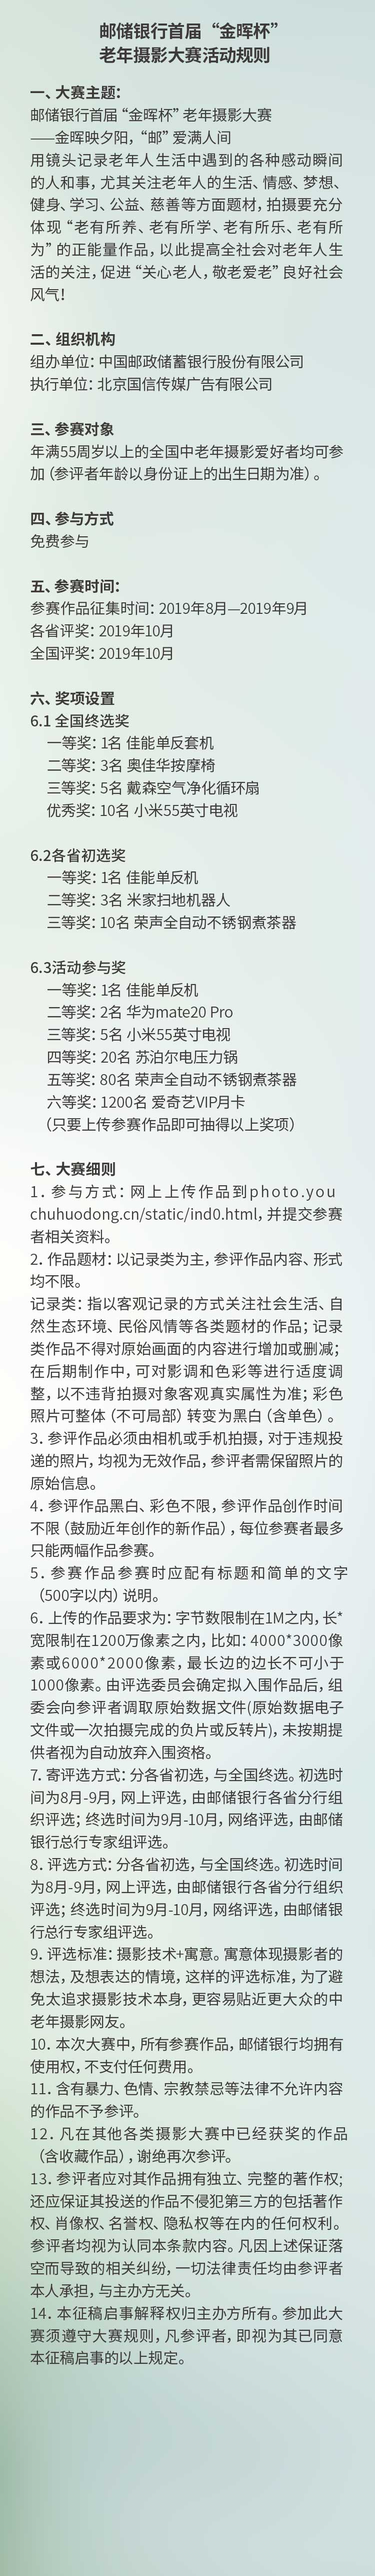 邮储银行首届“金晖杯”
老年摄影大赛活动规则
一、大赛主题：
邮储银行首届“金晖杯”老年摄影大赛
——金晖映夕阳，“邮”爱满人间
用镜头记录老年人生活中遇到的各种感动瞬间
的人和事，尤其关注老年人的生活、情感、梦想、
健身、学习、公益、慈善等方面题材，拍摄要充分
体现“老有所养、老有所学、老有所乐、老有所
为”的正能量作品，以此提高全社会对老年人生
活的关注，促进“关心老人，敬老爱老”良好社会
风气！
二、组织机构
组办单位：中国邮政储蓄银行股份有限公司
执行单位：北京国信传媒广告有限公司
三、参赛对象
年满55周岁以上的全国中老年摄影爱好者均可参
加（参评者年龄以身份证上的出生日期为准）。
四、参与方式
免费参与
五、参赛时间：
参赛作品征集时间：2019年8月—2019年9月
各省评奖：2019年10月
全国评奖：2019年10月
六、奖项设置
6.1 全国终选奖
一等奖：1名 佳能单反套机
二等奖：3名 奥佳华按摩椅
三等奖：5名 戴森空气净化循环扇
优秀奖：10名 小米55英寸电视
6.2各省初选奖
一等奖：1名 佳能单反机
二等奖：3名 米家扫地机器人
三等奖：10名 荣声全自动不锈钢煮茶器
6.3活动参与奖
一等奖：1名 佳能单反机
二等奖：2名 华为mate20 Pro
三等奖：5名 小米55英寸电视
四等奖：20名 苏泊尔电压力锅
五等奖：80名 荣声全自动不锈钢煮茶器
六等奖：1200名 爱奇艺VIP月卡
（只要上传参赛作品即可抽得以上奖项）
七、大赛细则
1. 参与方式：网上上传作品到photo.you
chuhuodong.cn/static/ind0.html，并提交参赛
者相关资料。
2. 作品题材：以记录类为主，参评作品内容、形式
均不限。
记录类：指以客观记录的方式关注社会生活、自
然生态环境、民俗风情等各类题材的作品；记录
类作品不得对原始画面的内容进行增加或删减；
在后期制作中，可对影调和色彩等进行适度调
整，以不违背拍摄对象客观真实属性为准；彩色
照片可整体（不可局部）转变为黑白（含单色）。
3. 参评作品必须由相机或手机拍摄，对于违规投
递的照片，均视为无效作品，参评者需保留照片的
原始信息。
4. 参评作品黑白、彩色不限，参评作品创作时间
不限（鼓励近年创作的新作品），每位参赛者最多
只能两幅作品参赛。
5. 参赛作品参赛时应配有标题和简单的文字
（500字以内）说明。
6. 上传的作品要求为：字节数限制在1M之内，长*
宽限制在1200万像素之内，比如：4000*3000像
素或6000*2000像素，最长边的边长不可小于
1000像素。由评选委员会确定拟入围作品后，组
委会向参评者调取原始数据文件(原始数据电子
文件或一次拍摄完成的负片或反转片)，未按期提
供者视为自动放弃入围资格。
7. 寄评选方式：分各省初选，与全国终选。初选时
间为8月-9月，网上评选，由邮储银行各省分行组
织评选；终选时间为9月-10月，网络评选，由邮储
银行总行专家组评选。
8. 评选方式：分各省初选，与全国终选。初选时间
为8月-9月，网上评选，由邮储银行各省分行组织
评选；终选时间为9月-10月，网络评选，由邮储银
行总行专家组评选。
9. 评选标准：摄影技术+寓意。寓意体现摄影者的
想法，及想表达的情境，这样的评选标准，为了避
免太追求摄影技术本身，更容易贴近更大众的中
老年摄影网友。
10. 本次大赛中，所有参赛作品，邮储银行均拥有
使用权，不支付任何费用。
11. 含有暴力、色情、宗教禁忌等法律不允许内容
的作品不予参评。
12. 凡在其他各类摄影大赛中已经获奖的作品
（含收藏作品），谢绝再次参评。
13. 参评者应对其作品拥有独立、完整的著作权；
还应保证其投送的作品不侵犯第三方的包括著作
权、肖像权、名誉权、隐私权等在内的任何权利。
参评者均视为认同本条款内容。凡因上述保证落
空而导致的相关纠纷，一切法律责任均由参评者
本人承担，与主办方无关。
14. 本征稿启事解释权归主办方所有。参加此大
赛须遵守大赛规则，凡参评者，即视为其已同意
本征稿启事的以上规定。